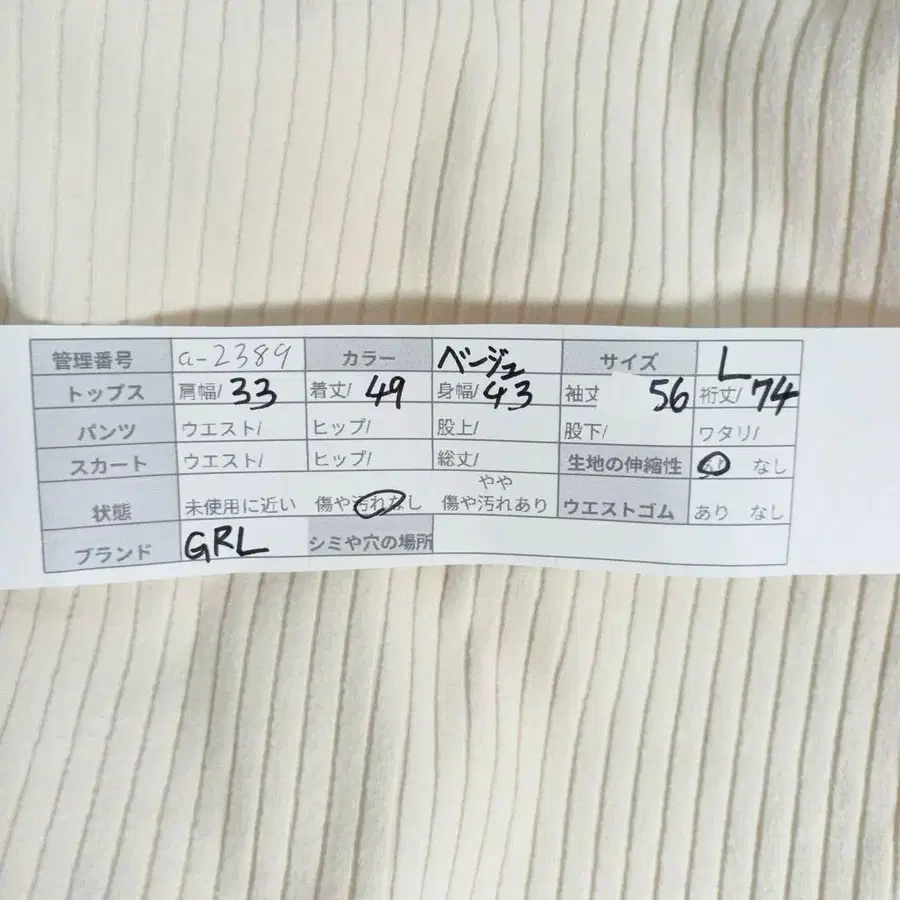 管理番号 a-2389 カラー ベージュ サイズ L
トップス 肩幅/ 33 着丈/ 49 身幅/ 43 袖丈 56 裄丈/ 74
パンツ ウエスト/ ヒップ/ 股上/ 股下/ ワタリ/
スカート ウエスト/ ヒップ/ 総丈/ 生地の伸縮性 あり なし
状態 未使用に近い 傷や汚れなし やや傷や汚れあり ウエストゴム あり なし
ブランド GRL シミや穴の場所